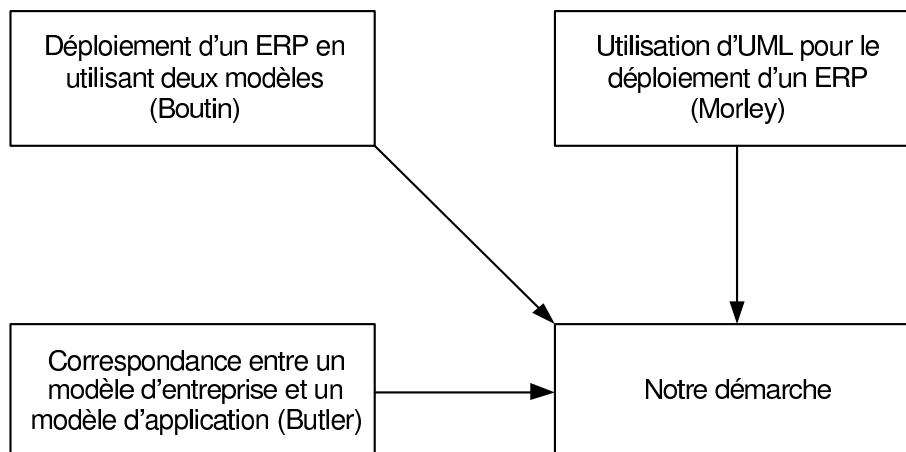 Déploiement d’un ERP en
utilisant deux modèles
(Boutin)
Utilisation d’UML pour le
déploiement d’un ERP
(Morley)
Correspondance entre un
modèle d’entreprise et un
modèle d’application (Butler)
Notre démarche